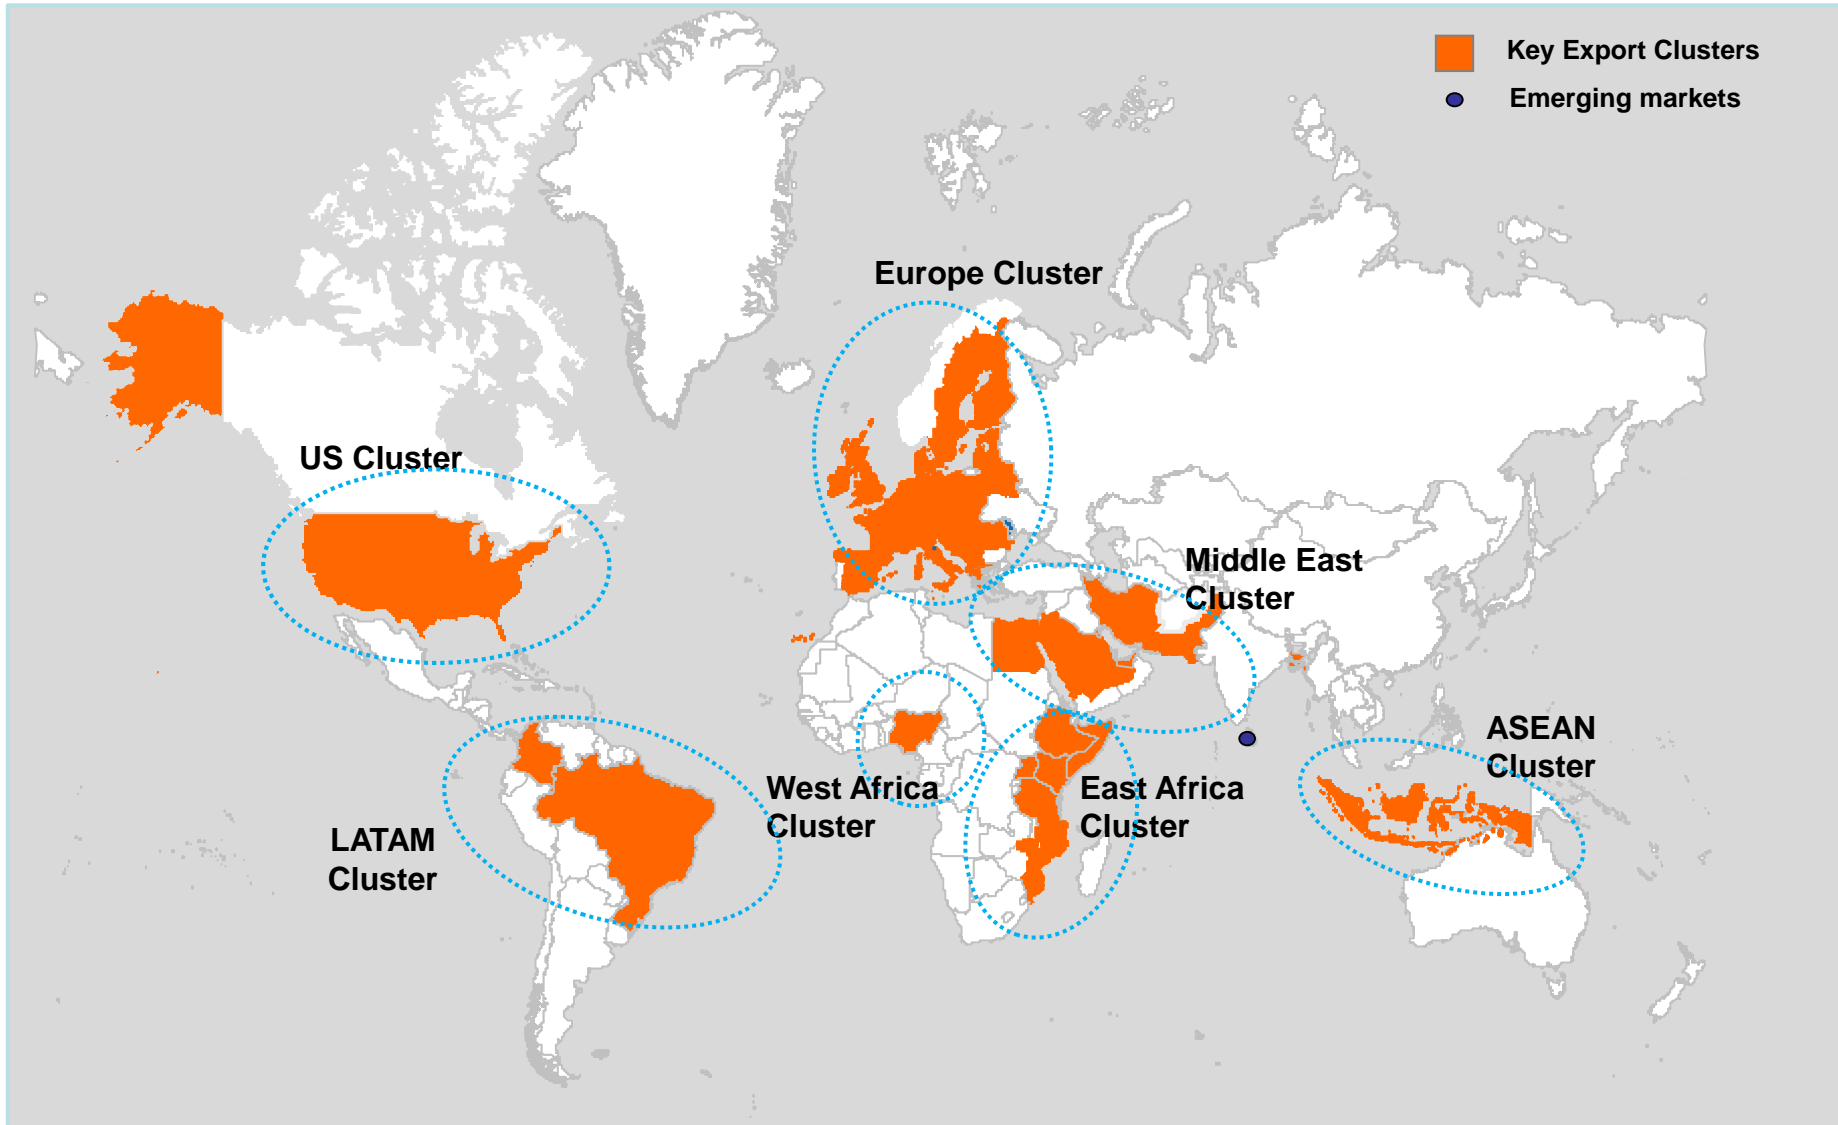 Key Export Clusters
Emerging markets
Europe Cluster
US Cluster
Middle East
Cluster
ASEAN
Cluster
West Africa
Cluster
East Africa
Cluster
LATAM
Cluster